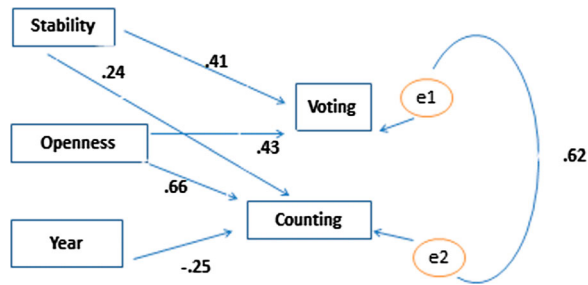 Stability
.24
.41
Voting
e1
Openness
.43
.62
.66
Counting
Year
-.25
e2